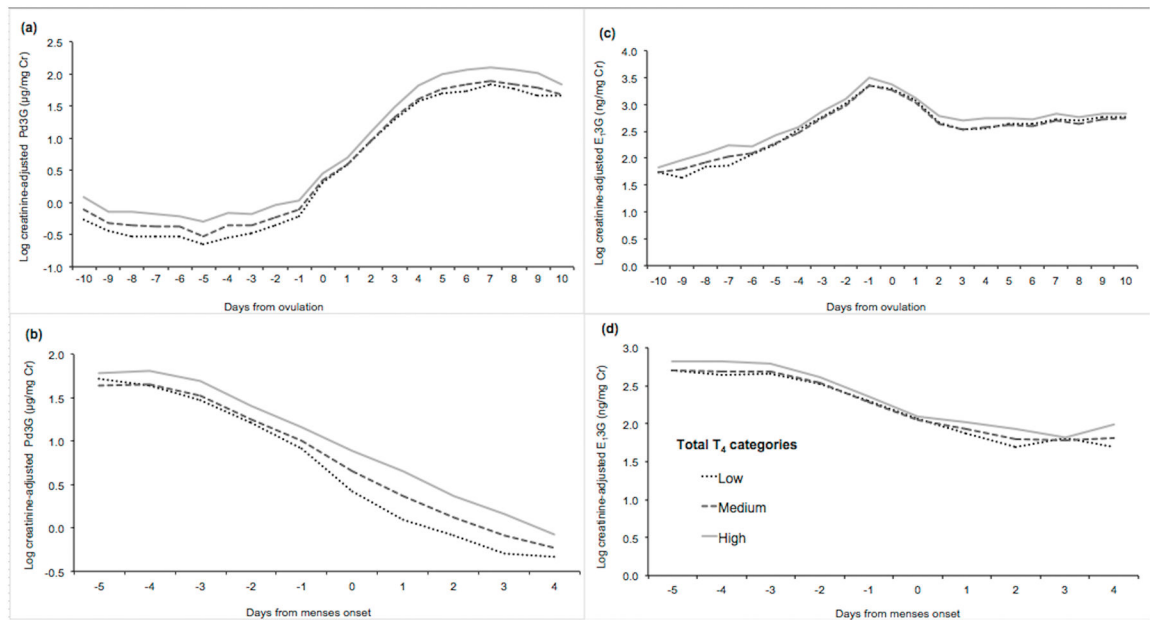 (a)
Log creatinine-adjusted Pd3G (µg/mg Cr)
2.5
2.0
1.5
1.0
0.5
0.0
-0.5
-1.0
-10 -9 -8 -7 -6 -5 -4 -3 -2 -1 0 1 2 3 4 5 6 7 8 9 10
Days from ovulation
(c)
Log creatinine-adjusted E₁3G (ng/mg Cr)
4.0
3.5
3.0
2.5
2.0
1.5
1.0
0.5
0.0
-10 -9 -8 -7 -6 -5 -4 -3 -2 -1 0 1 2 3 4 5 6 7 8 9 10
Days from ovulation
(b)
Log creatinine-adjusted Pd3G (µg/mg Cr)
2.0
1.5
1.0
0.5
0.0
-0.5
-5 -4 -3 -2 -1 0 1 2 3 4
Days from menses onset
(d)
Log creatinine-adjusted E₁3G (ng/mg Cr)
3.0
2.5
2.0
1.5
1.0
0.5
0.0
Total T₄ categories
Low
Medium
High
-5 -4 -3 -2 -1 0 1 2 3 4
Days from menses onset